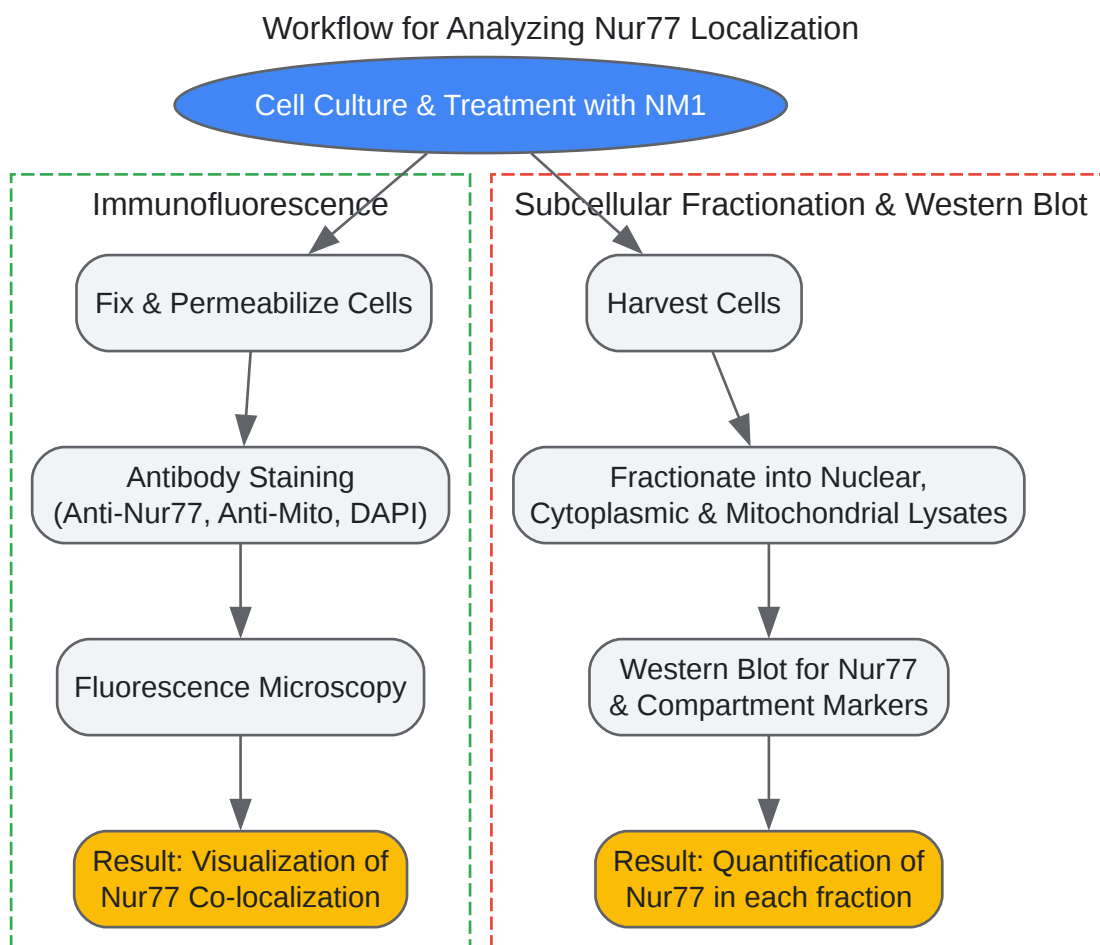 Workflow for Analyzing Nur77 Localization
Cell Culture & Treatment with NM1
Immunofluorescence
Fix & Permeabilize Cells
Antibody Staining
(Anti-Nur77, Anti-Mito, DAPI)
Fluorescence Microscopy
Result: Visualization of
Nur77 Co-localization
Subcellular Fractionation & Western Blot
Harvest Cells
Fractionate into Nuclear,
Cytoplasmic & Mitochondrial Lysates
Western Blot for Nur77
& Compartment Markers
Result: Quantification of
Nur77 in each fraction